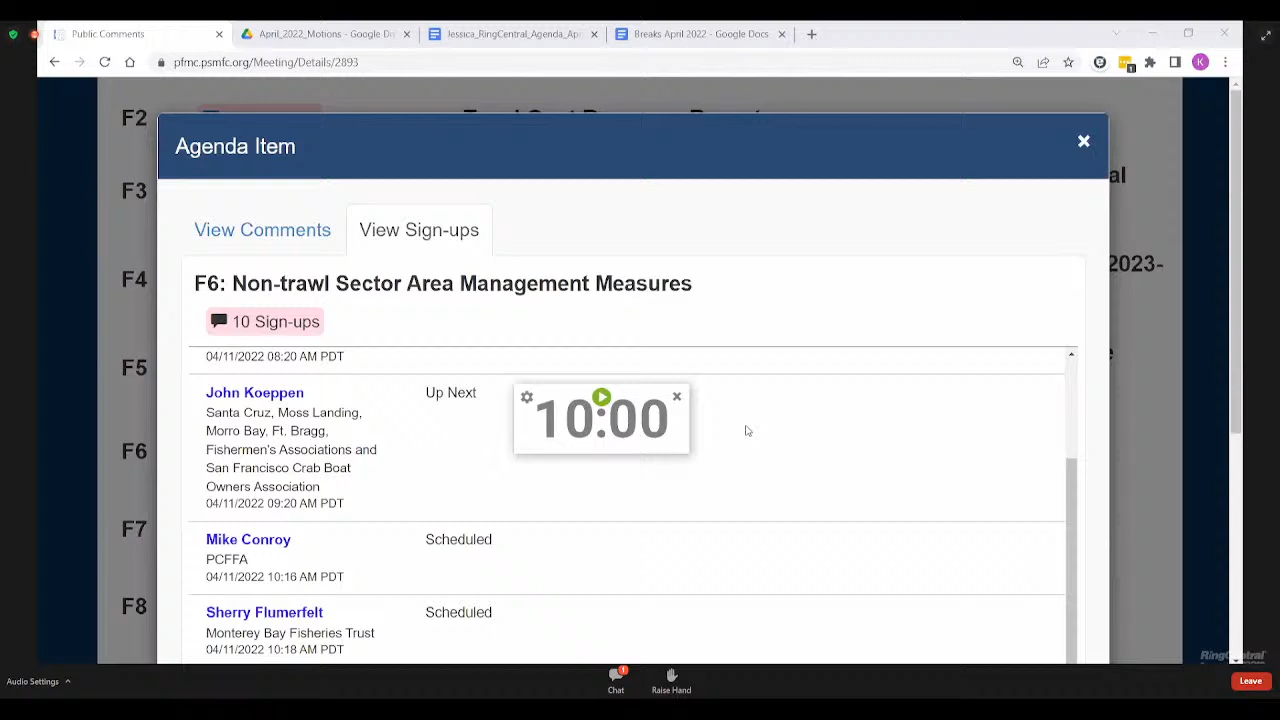 Public Comments
April_2022_Motions - Google Dri
Jessica_RingCentral_Agenda_Ap
Breaks April 2022 - Google Docs
pfmc.psmfc.org/Meeting/Details/2893
K
F2
Agenda Item
F3
al
View Comments
View Sign-ups
F4
2023-
F6: Non-trawl Sector Area Management Measures
10 Sign-ups
04/11/2022 08:20 AM PDT
F5
John Koeppen
Up Next
10:00
Santa Cruz, Moss Landing,
Morro Bay, Ft. Bragg,
Fishermen's Associations and
San Francisco Crab Boat
Owners Association
04/11/2022 09:20 AM PDT
F6
F7
Mike Conroy
Scheduled
PCFFA
04/11/2022 10:16 AM PDT
F8
Sherry Flumerfelt
Scheduled
Monterey Bay Fisheries Trust
04/11/2022 10:18 AM PDT
RingCentral
Audio Settings
1
Chat
Raise Hand
Leave